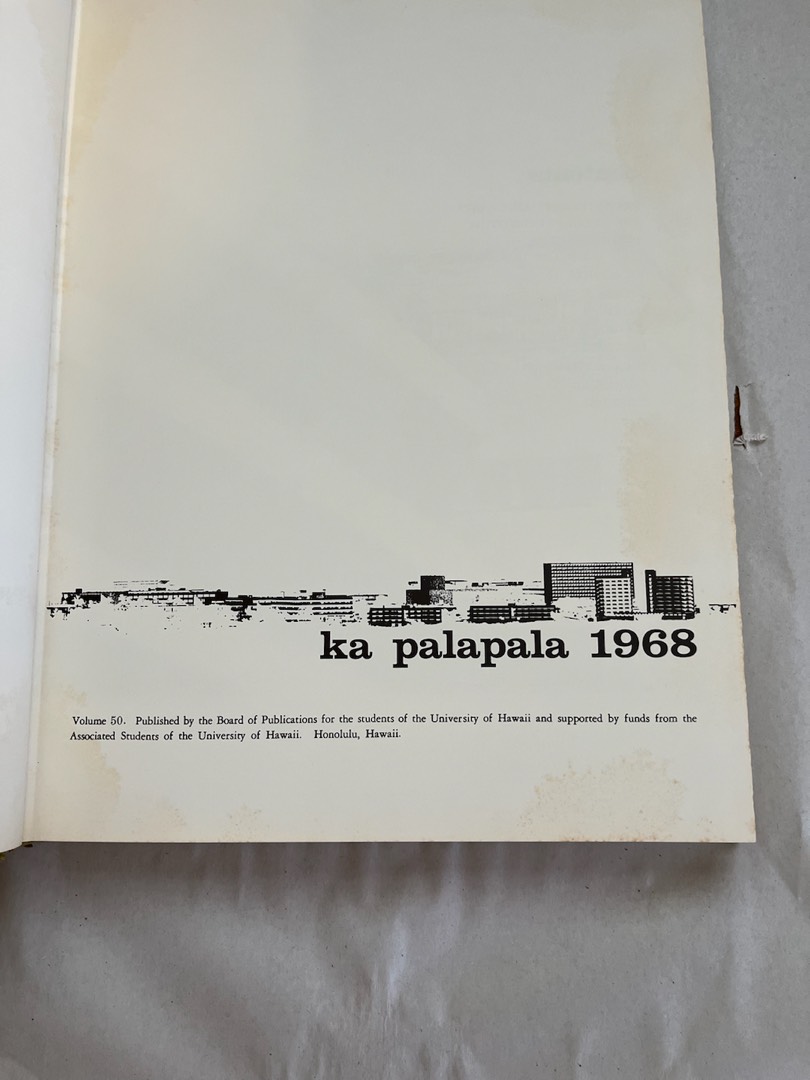 ka palapala 1968
Volume 50. Published by the Board of Publications for the students of the University of Hawaii and supported by funds from the
Associated Students of the University of Hawaii. Honolulu, Hawaii.